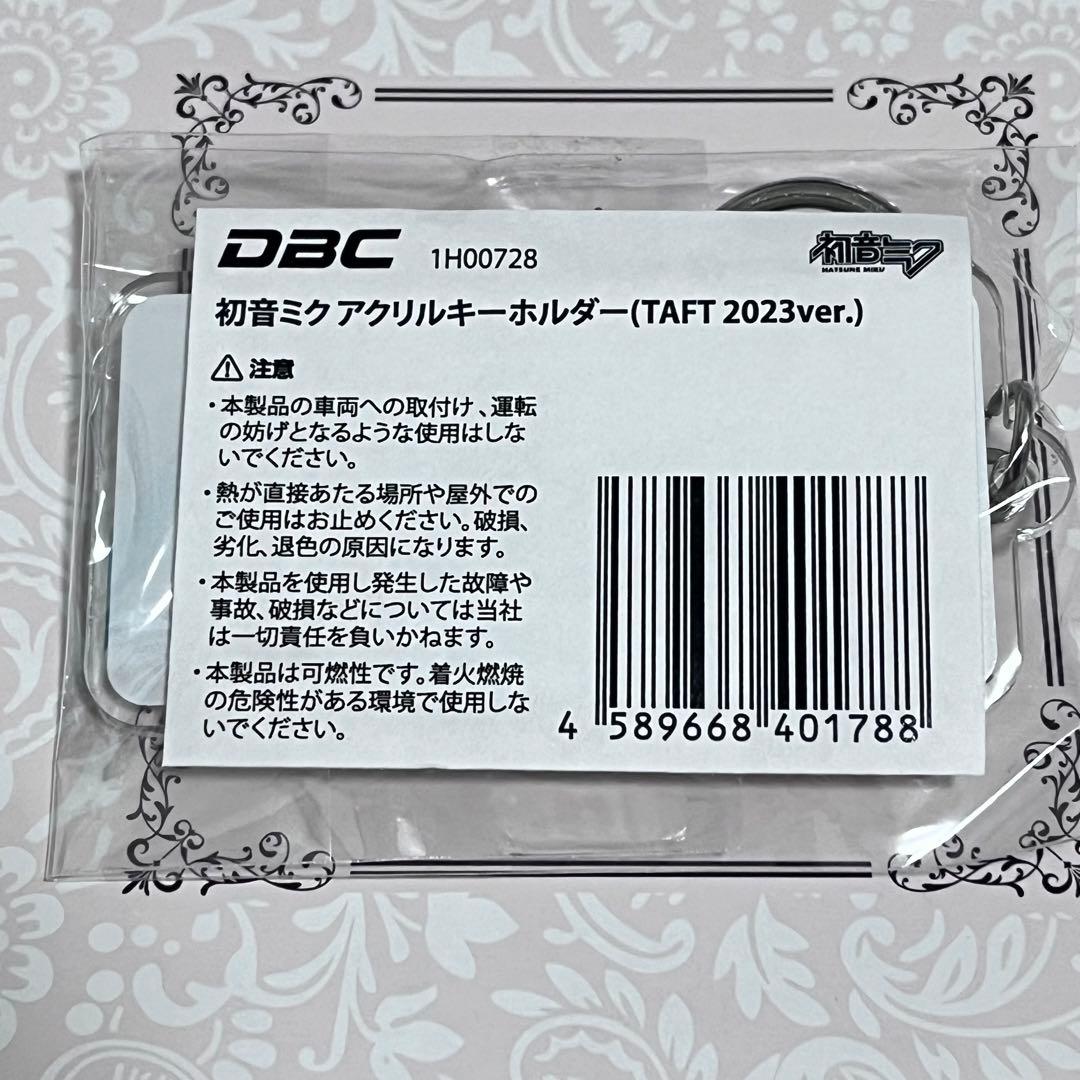 DBC 1H00728 初音ミク
HATSUNE MIKU
初音ミク アクリルキーホルダー(TAFT 2023ver.)
注意
・本製品の車両への取付け、運転
の妨げとなるような使用はしな
いでください。
・熱が直接あたる場所や屋外での
ご使用はお止めください。破損、
劣化、退色の原因になります。
・本製品を使用し発生した故障や
事故、破損などについては当社
は一切責任を負いかねます。
・本製品は可燃性です。着火燃焼
の危険性がある環境で使用しな
いでください。
4 589668 401788